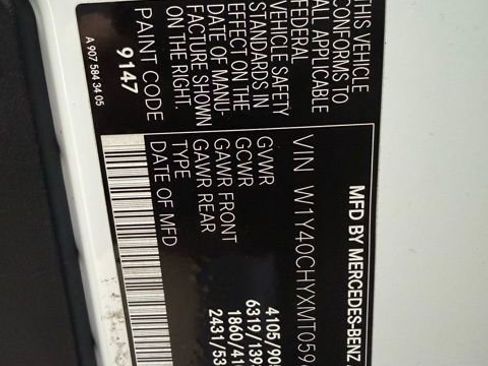 MFD BY MERCEDES-BENZ
VIN W1Y40CHYXMT059
GVWR 4105/90
GCWR 6319/139
GAWR FRONT 1860/41
GAWR REAR 2431/53
TYPE
DATE OF MFD
THIS VEHICLE
CONFORMS TO
ALL APPLICABLE
FEDERAL
VEHICLE SAFETY
STANDARDS IN
EFFECT ON THE
DATE OF MANU-
FACTURE SHOWN
ON THE RIGHT.
PAINT CODE
9147
A 907 584 34 05